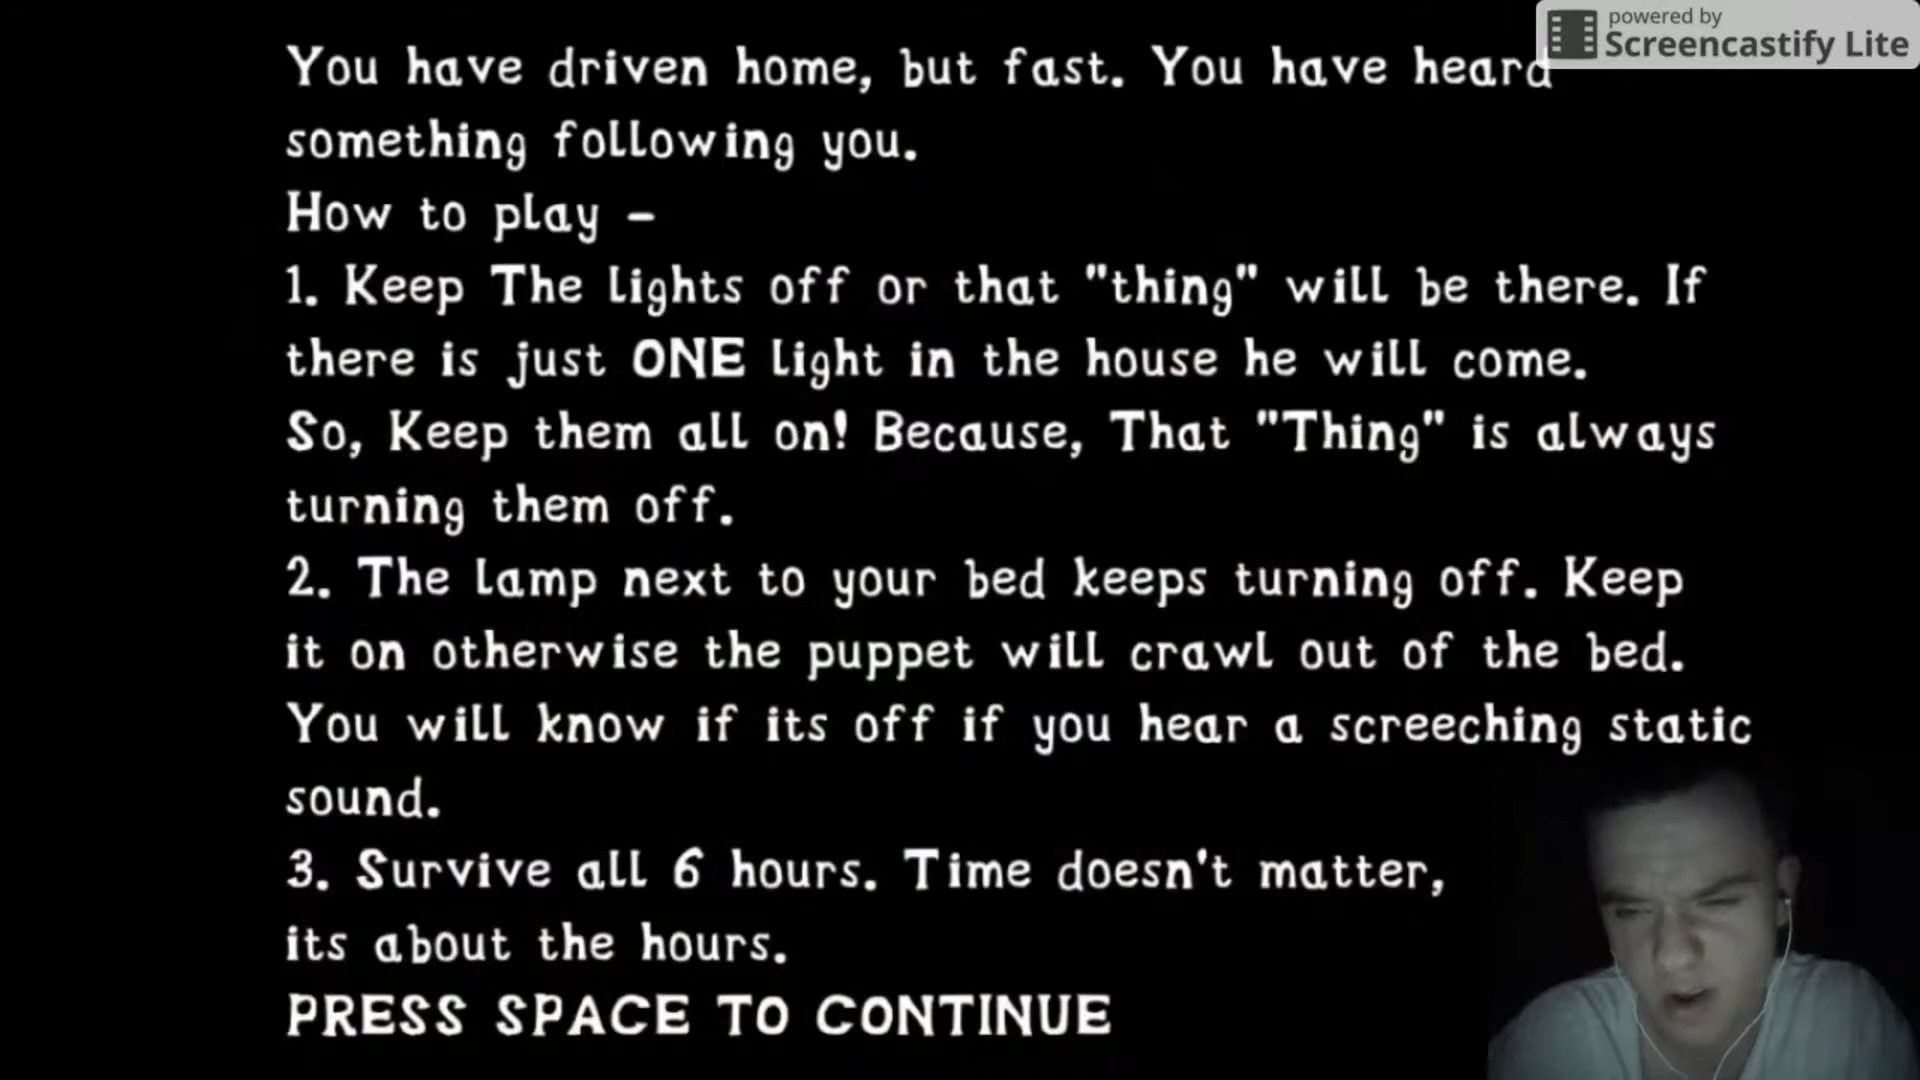 powered by
Screencastify Lite
You have driven home, but fast. You have heard
something following you.
How to play -
1. Keep The lights off or that "thing" will be there. If
there is just ONE light in the house he will come.
So, Keep them all on! Because, That "Thing" is always
turning them off.
2. The lamp next to your bed keeps turning off. Keep
it on otherwise the puppet will crawl out of the bed.
You will know if its off if you hear a screeching static
sound.
3. Survive all 6 hours. Time doesn't matter,
its about the hours.
PRESS SPACE TO CONTINUE